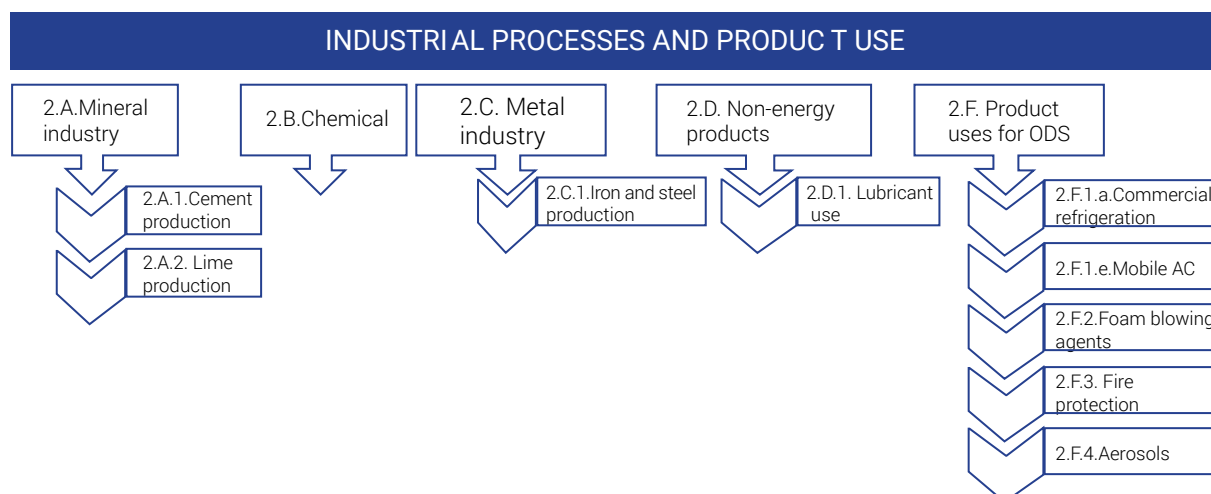 INDUSTRIAL PROCESSES AND PRODUCT USE
2.A.Mineral
industry
2.B.Chemical
2.C. Metal
industry
2.D. Non-energy
products
2.F. Product
uses for ODS
2.A.1.Cement
production
2.A.2. Lime
production
2.C.1.Iron and steel
production
2.D.1. Lubricant
use
2.F.1.a.Commercial
refrigeration
2.F.1.e.Mobile AC
2.F.2.Foam blowing
agents
2.F.3. Fire
protection
2.F.4.Aerosols